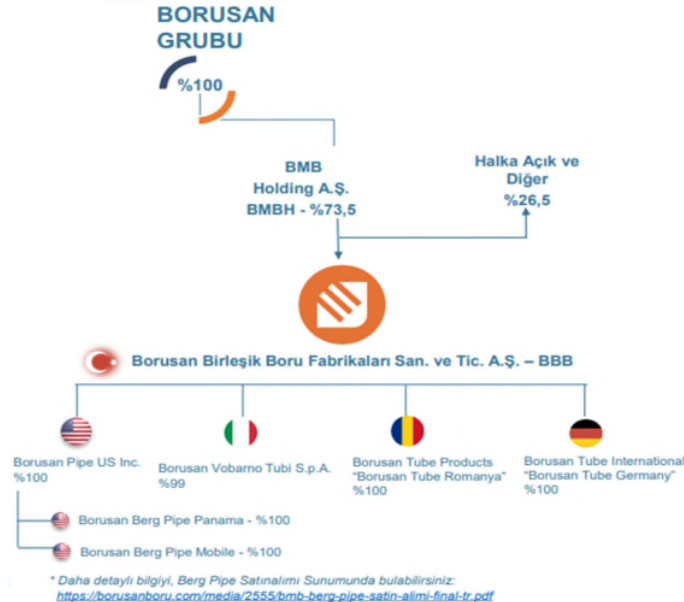 BORUSAN
GRUBU
%100
BMB
Holding A.Ş.
BMBH - %73,5
Halka Açık ve
Diğer
%26,5
Borusan Birleşik Boru Fabrikaları San. ve Tic. A.Ş. – BBB
Borusan Pipe US Inc.
%100
Borusan Vobarno Tubi S.p.A.
%99
Borusan Tube Products
"Borusan Tube Romanya"
%100
Borusan Tube International
"Borusan Tube Germany"
%100
Borusan Berg Pipe Panama - %100
Borusan Berg Pipe Mobile - %100
* Daha detaylı bilgiyi, Berg Pipe Satınalımı Sunumunda bulabilirsiniz:
https://borusanboru.com/media/2555/bmb-berg-pipe-satin-alimi-final-tr.pdf